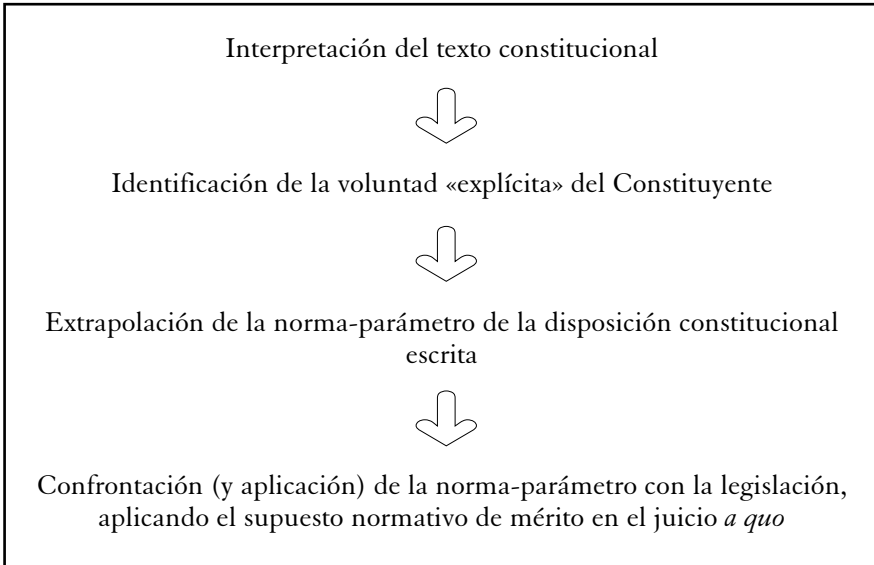 Interpretación del texto constitucional
Identificación de la voluntad «explícita» del Constituyente
Extrapolación de la norma-parámetro de la disposición constitucional
escrita
Confrontación (y aplicación) de la norma-parámetro con la legislación,
aplicando el supuesto normativo de mérito en el juicio a quo